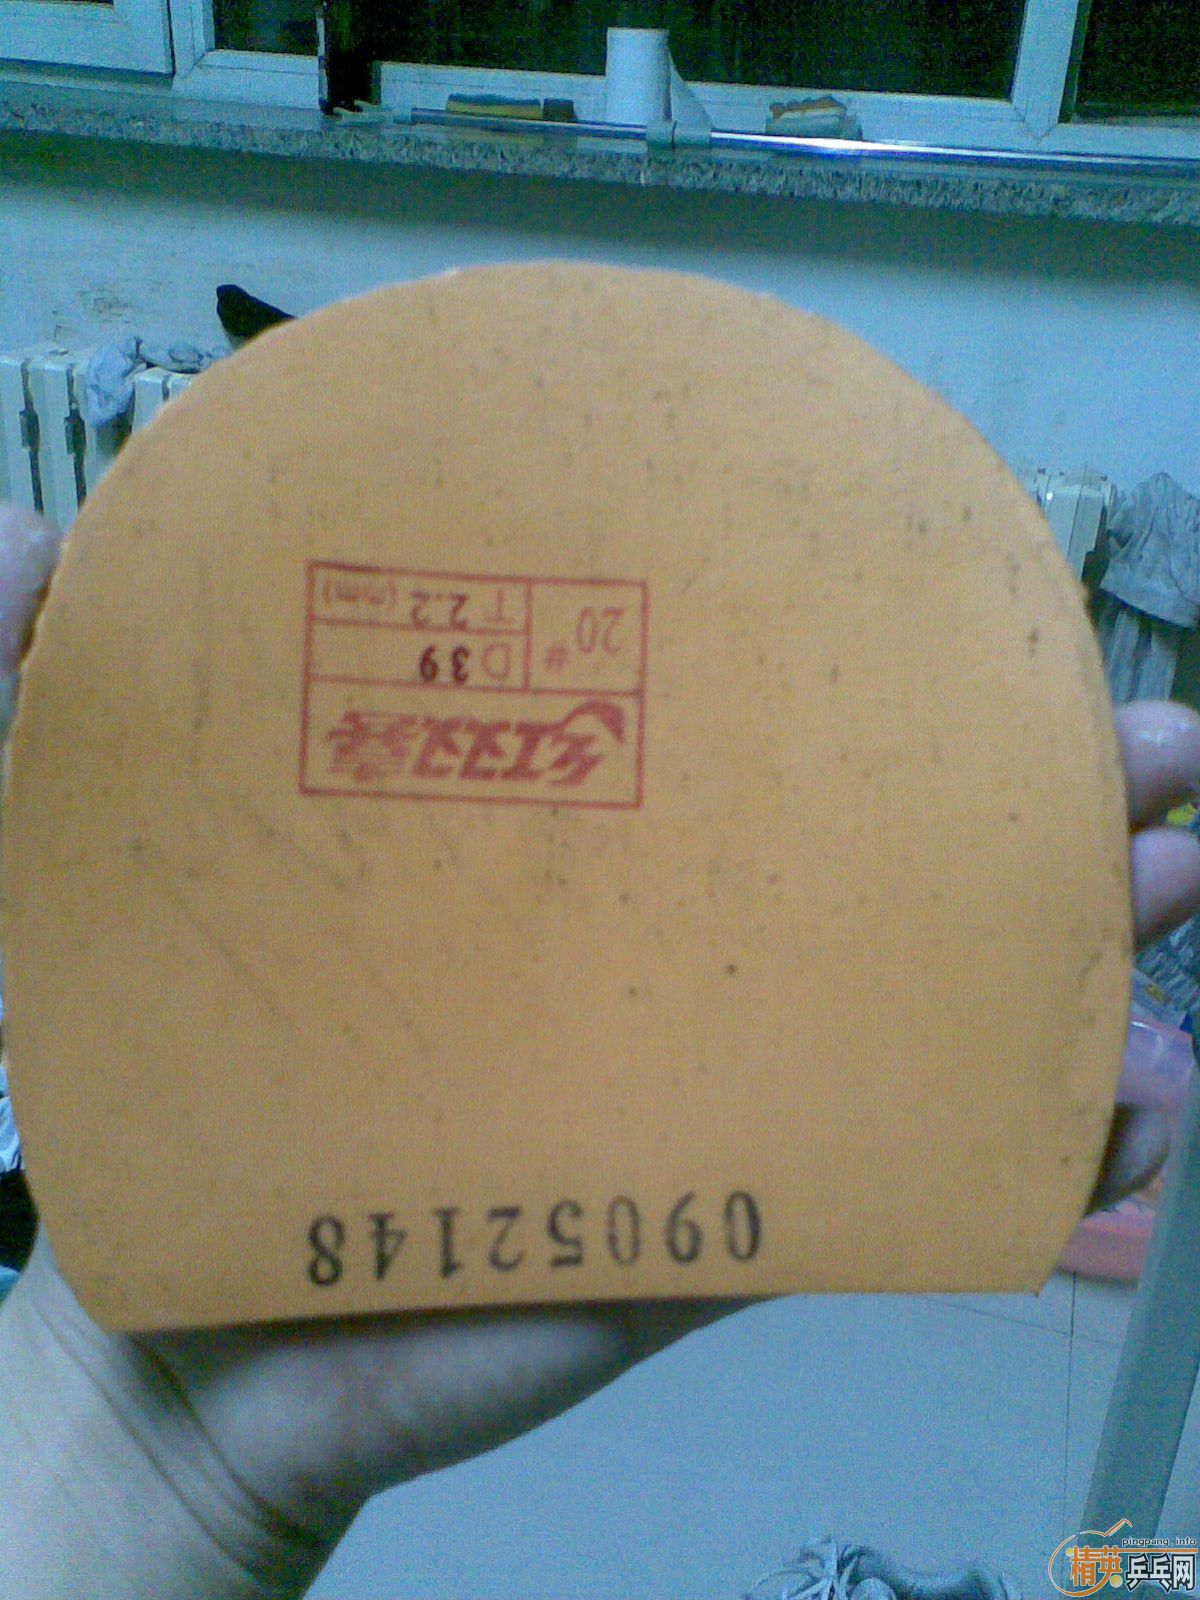 09052148
红双喜
20# D 39
T 2.2 (mm)
pingpang.info
精英乒乓网